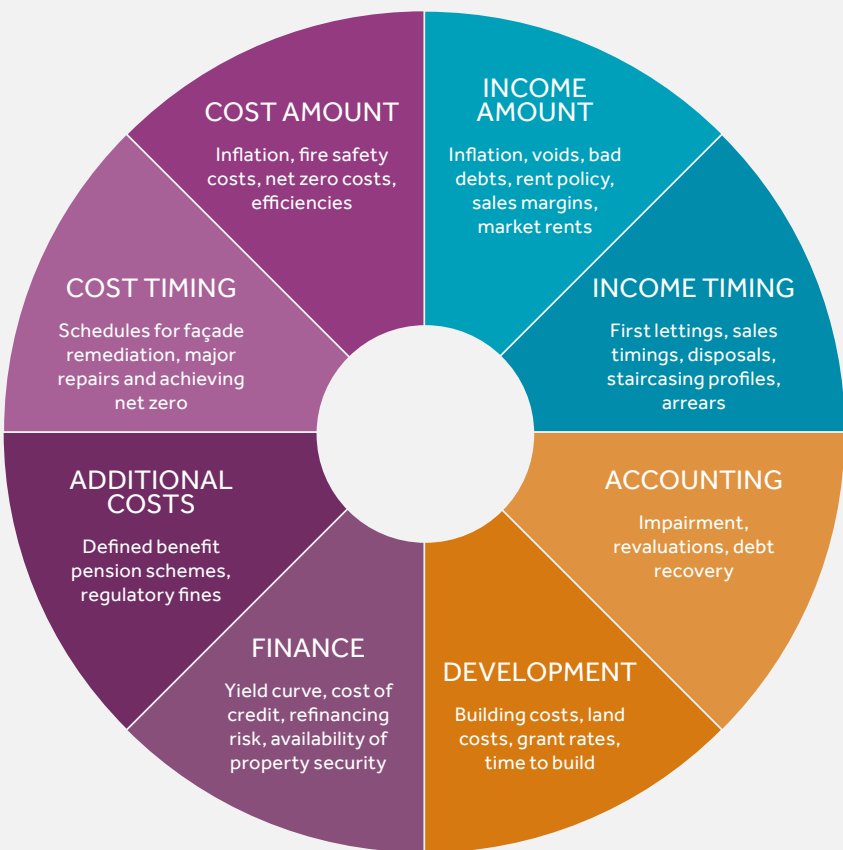 INCOME
AMOUNT
Inflation, voids, bad
debts, rent policy,
sales margins,
market rents
INCOME TIMING
First lettings, sales
timings, disposals,
staircasing profiles,
arrears
ACCOUNTING
Impairment,
revaluations, debt
recovery
DEVELOPMENT
Building costs, land
costs, grant rates,
time to build
FINANCE
Yield curve, cost of
credit, refinancing
risk, availability of
property security
ADDITIONAL
COSTS
Defined benefit
pension schemes,
regulatory fines
COST TIMING
Schedules for façade
remediation, major
repairs and achieving
net zero
COST AMOUNT
Inflation, fire safety
costs, net zero costs,
efficiencies